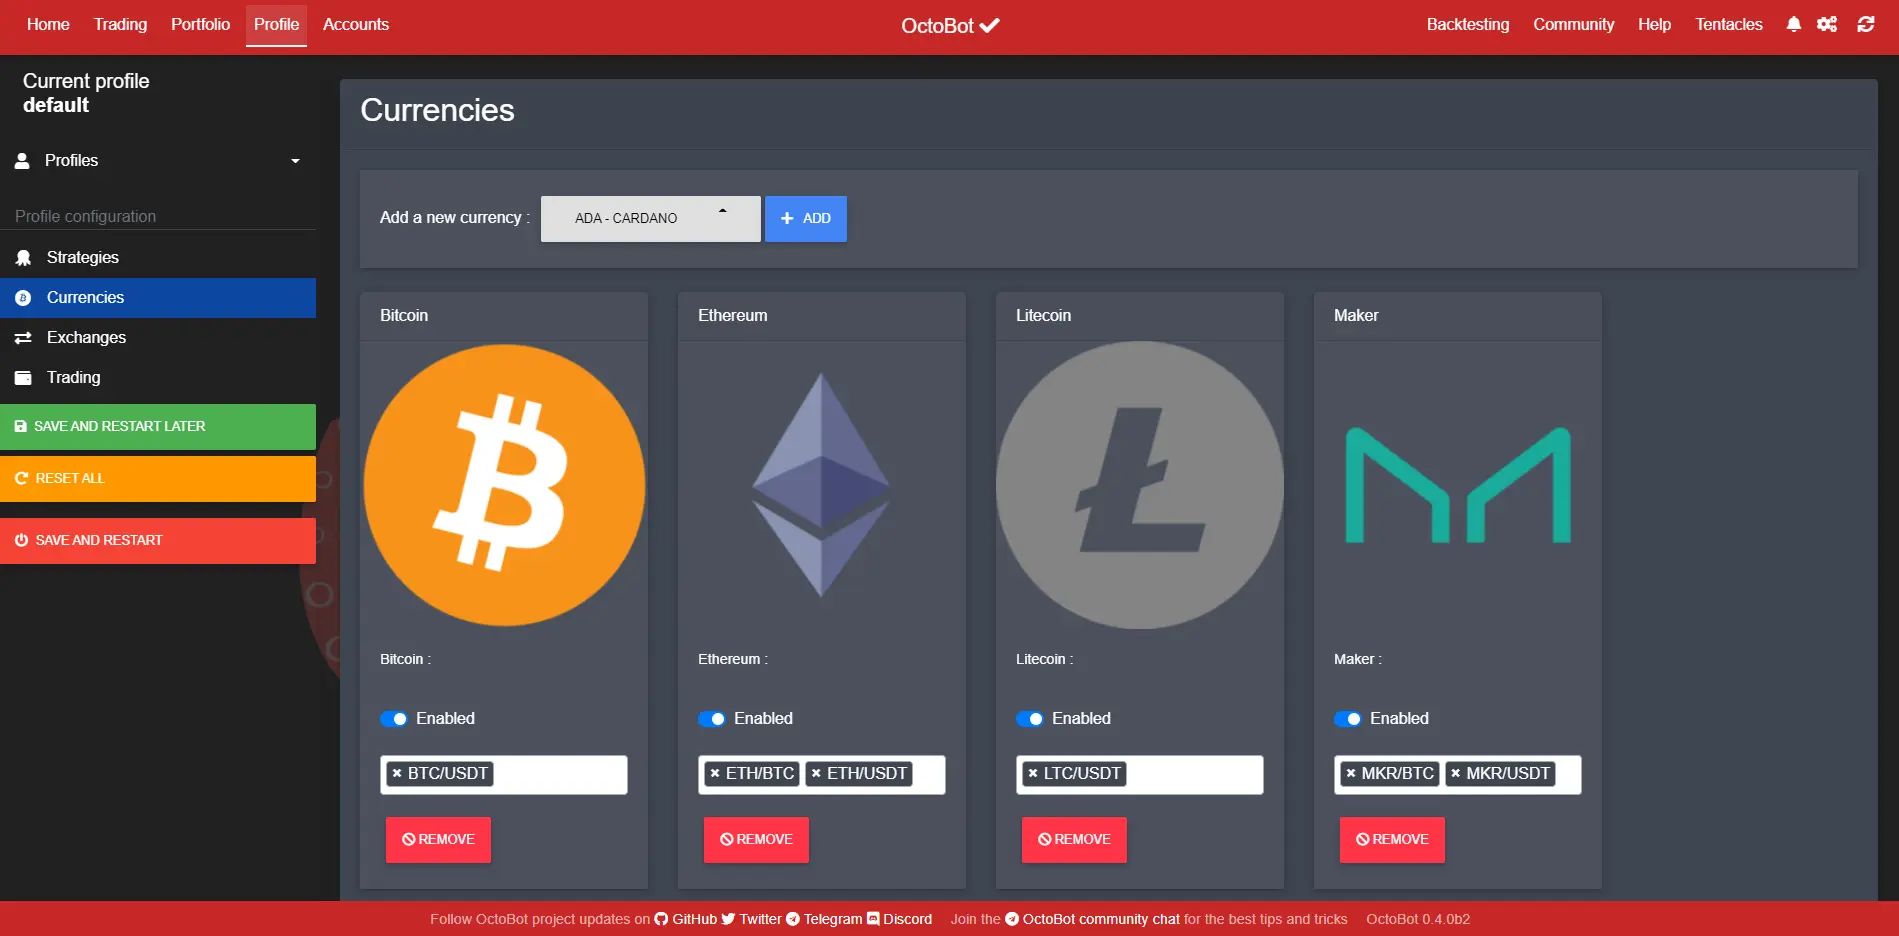 Home Trading Portfolio Profile Accounts OctoBot Backtesting Community Help Tentacles
Current profile
default
Profiles
Profile configuration
Strategies
Currencies
Exchanges
Trading
SAVE AND RESTART LATER
RESET ALL
SAVE AND RESTART
Currencies
Add a new currency : ADA - CARDANO ADD
Bitcoin
Bitcoin :
Enabled
× BTC/USDT
REMOVE
Ethereum
Ethereum :
Enabled
× ETH/BTC × ETH/USDT
REMOVE
Litecoin
Litecoin :
Enabled
× LTC/USDT
REMOVE
Maker
Maker :
Enabled
× MKR/BTC × MKR/USDT
REMOVE
Follow OctoBot project updates on GitHub Twitter Telegram Discord Join the OctoBot community chat for the best tips and tricks OctoBot 0.4.0b2